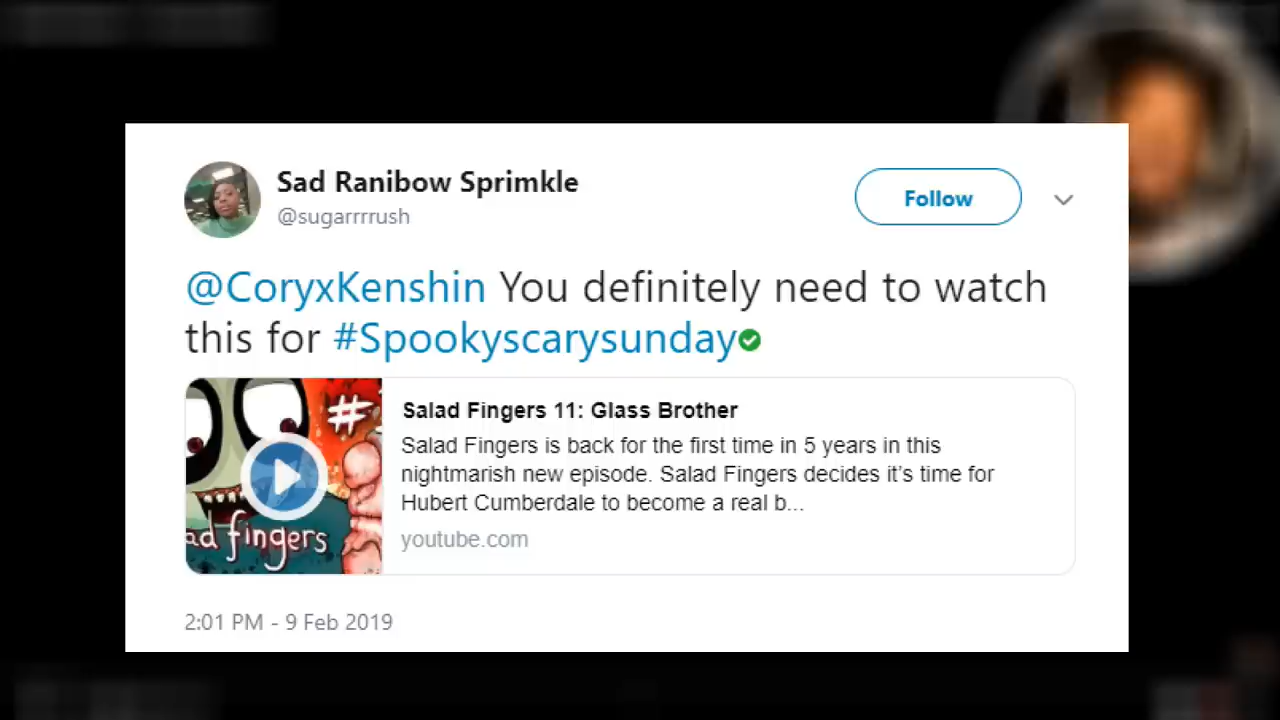 Sad Ranibow Sprimkle
@sugarrrrush
Follow
@CoryxKenshin You definitely need to watch
this for #Spookyscarysunday
#
Salad Fingers 11: Glass Brother
Salad Fingers is back for the first time in 5 years in this
nightmarish new episode. Salad Fingers decides it’s time for
Hubert Cumberdale to become a real b...
ad fingers
youtube.com
2:01 PM - 9 Feb 2019